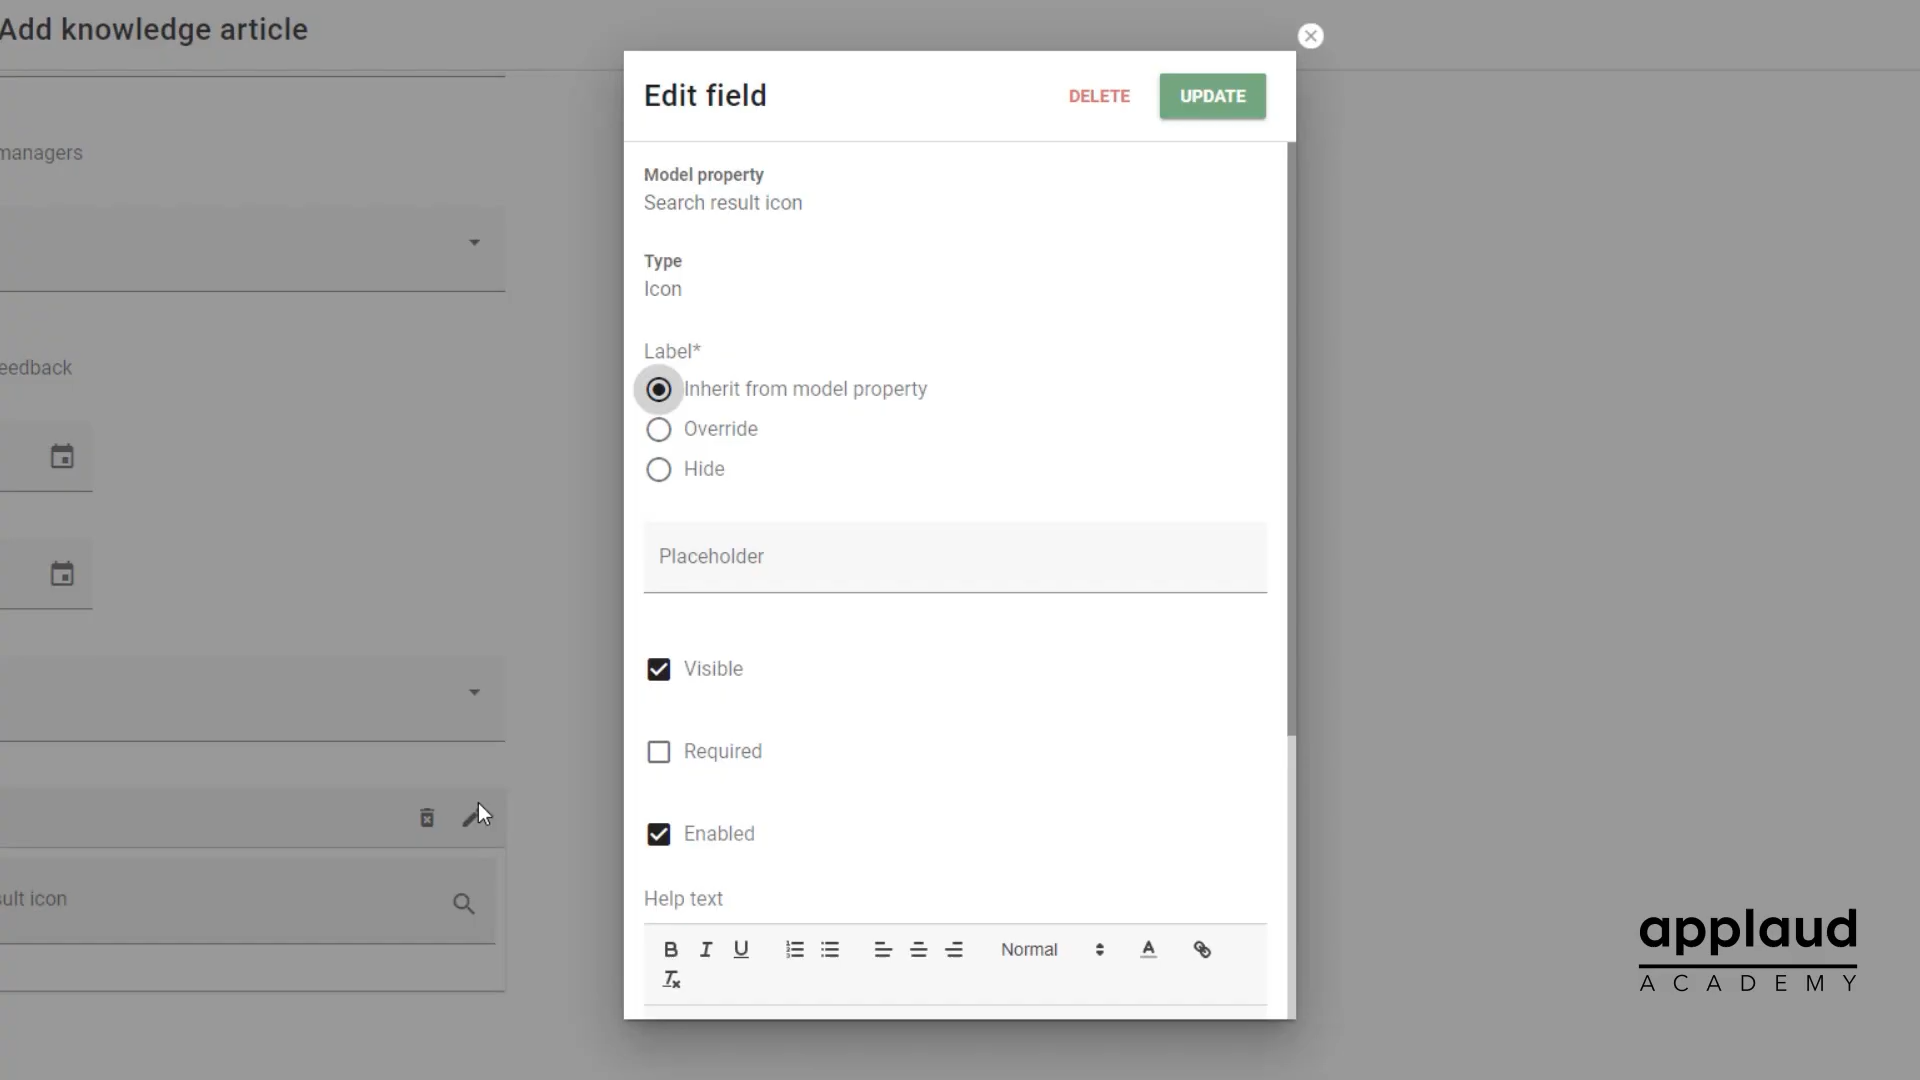 Add knowledge article
managers
eedback
ult icon
Edit field
DELETE
UPDATE
Model property
Search result icon
Type
Icon
Label*
Inherit from model property
Override
Hide
Placeholder
Visible
Required
Enabled
Help text
B I U
Normal
A
applaud
ACADEMY